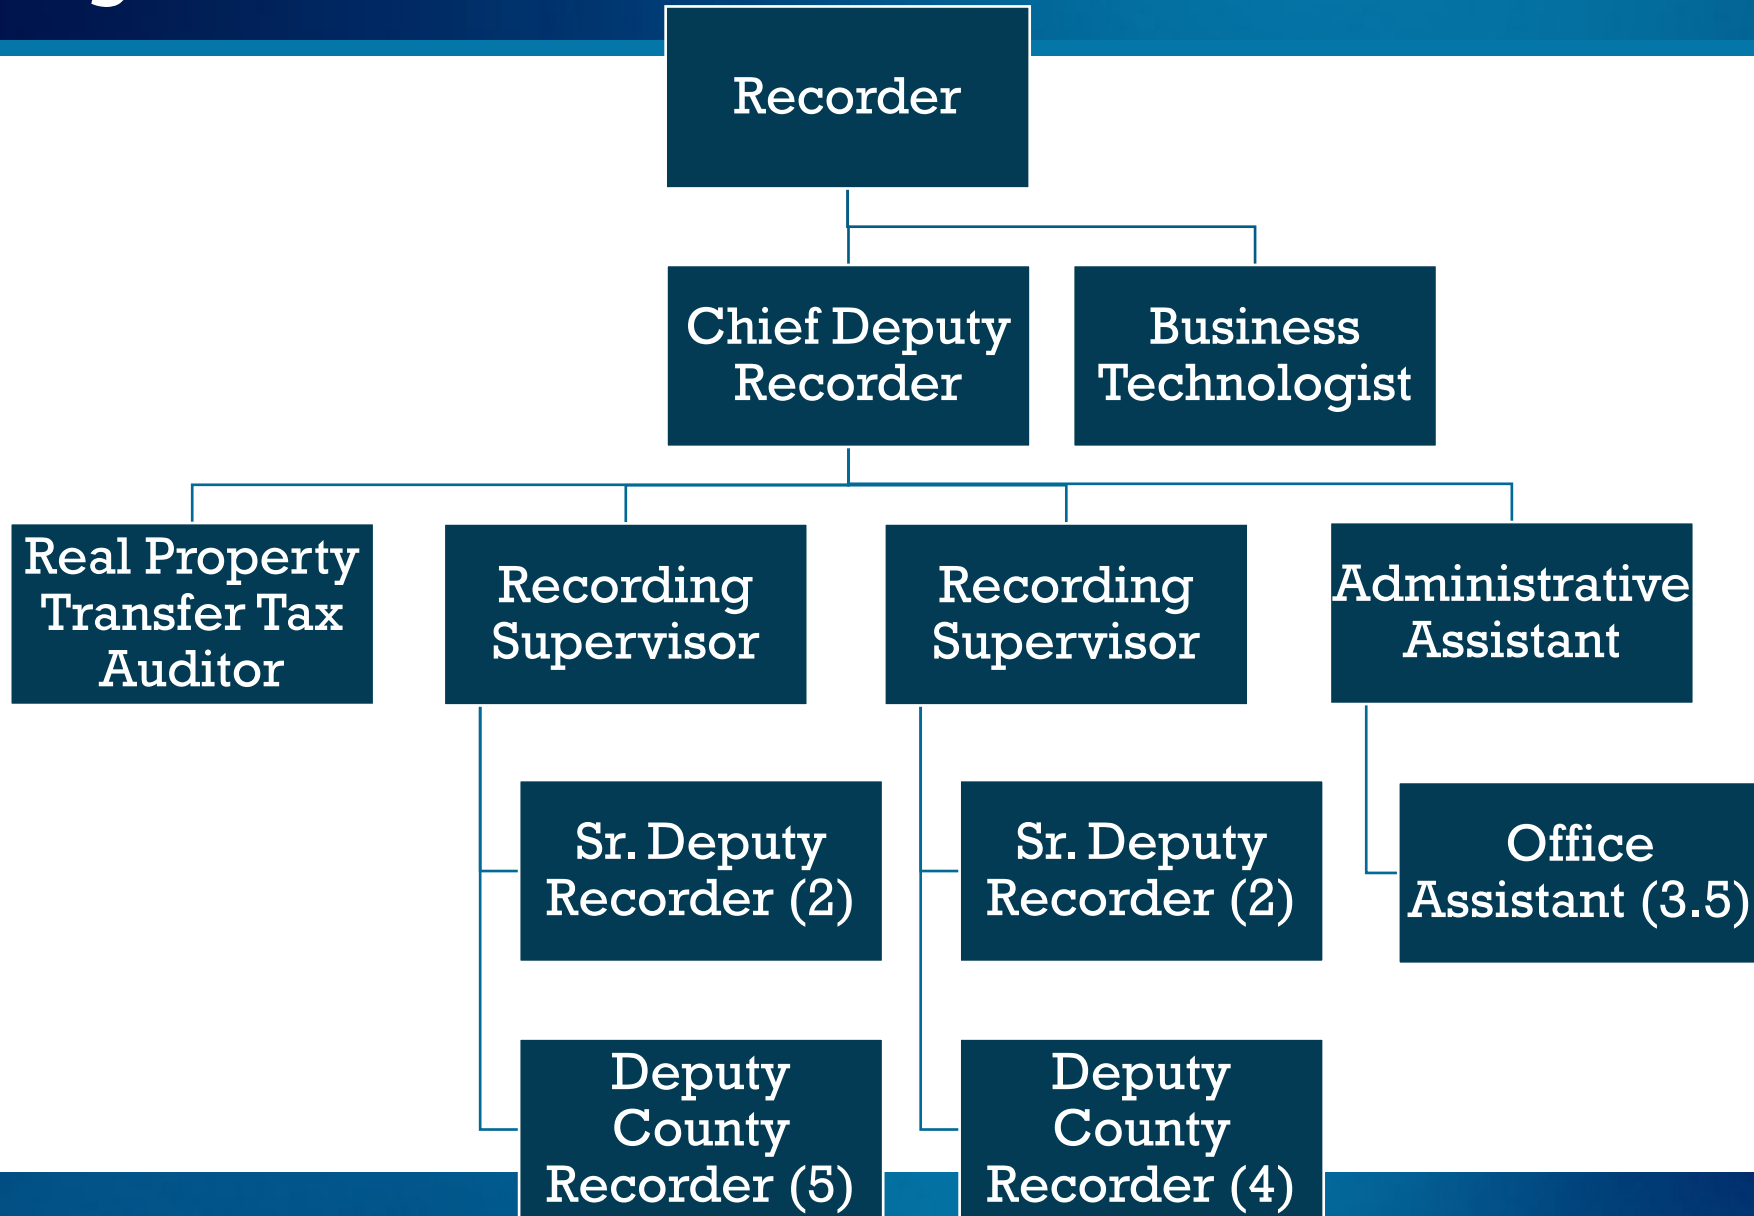 Recorder
Chief Deputy
Recorder
Business
Technologist
Real Property
Transfer Tax
Auditor
Recording
Supervisor
Recording
Supervisor
Administrative
Assistant
Sr. Deputy
Recorder (2)
Sr. Deputy
Recorder (2)
Office
Assistant (3.5)
Deputy
County
Recorder (5)
Deputy
County
Recorder (4)